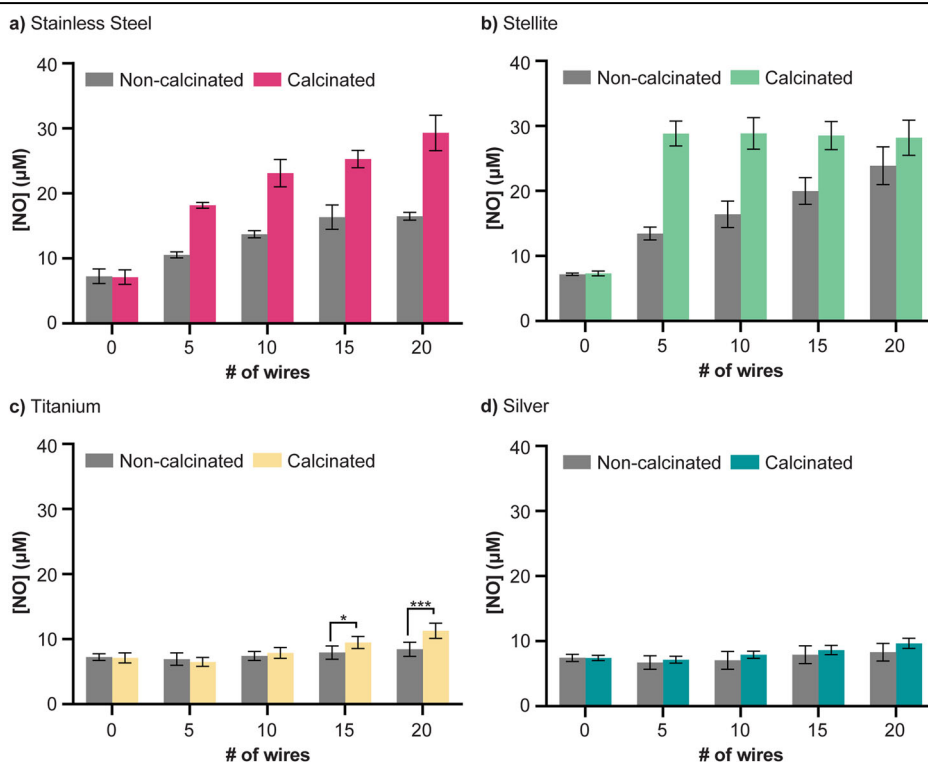 a) Stainless Steel
40
30
20
10
0
[NO] (µM)
Non-calcinated
Calcinated
0 5 10 15 20
# of wires
b) Stellite
40
30
20
10
0
[NO] (µM)
Non-calcinated
Calcinated
0 5 10 15 20
# of wires
c) Titanium
40
30
20
10
0
[NO] (µM)
Non-calcinated
Calcinated
*
***
0 5 10 15 20
# of wires
d) Silver
40
30
20
10
0
[NO] (µM)
Non-calcinated
Calcinated
0 5 10 15 20
# of wires